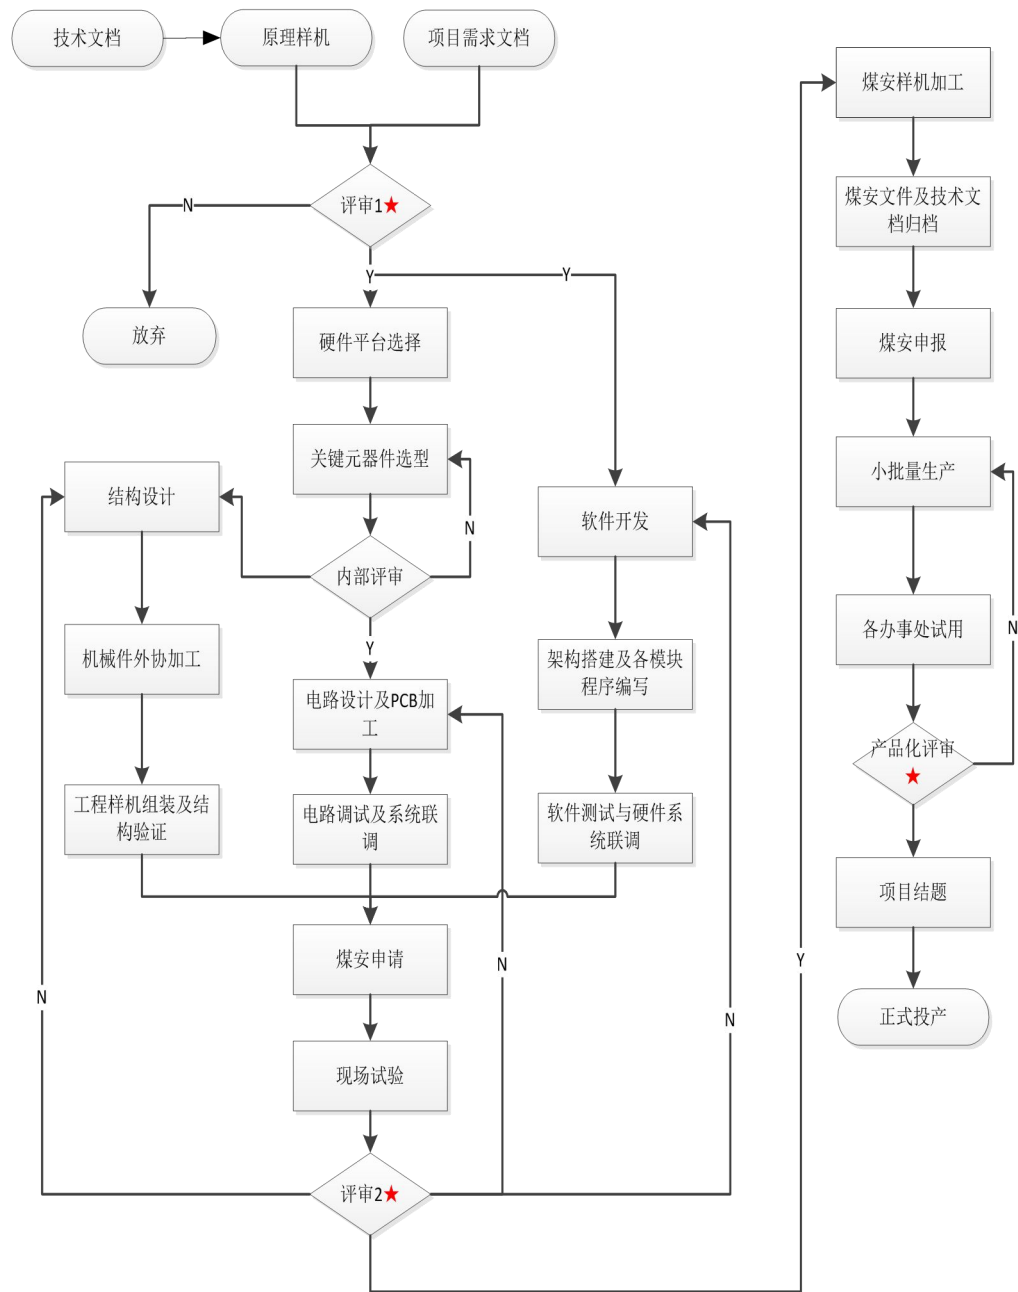 技术文档
原理样机
项目需求文档
评审1★
N
Y
Y
放弃
硬件平台选择
关键元器件选型
N
结构设计
内部评审
Y
软件开发
机械件外协加工
电路设计及PCB加
工
架构搭建及各模块
程序编写
工程样机组装及结
构验证
电路调试及系统联
调
软件测试与硬件系
统联调
煤安申请
N
N
N
现场试验
评审2★
Y
煤安样机加工
煤安文件及技术文
档归档
煤安申报
小批量生产
各办事处试用
N
产品化评审
★
项目结题
正式投产